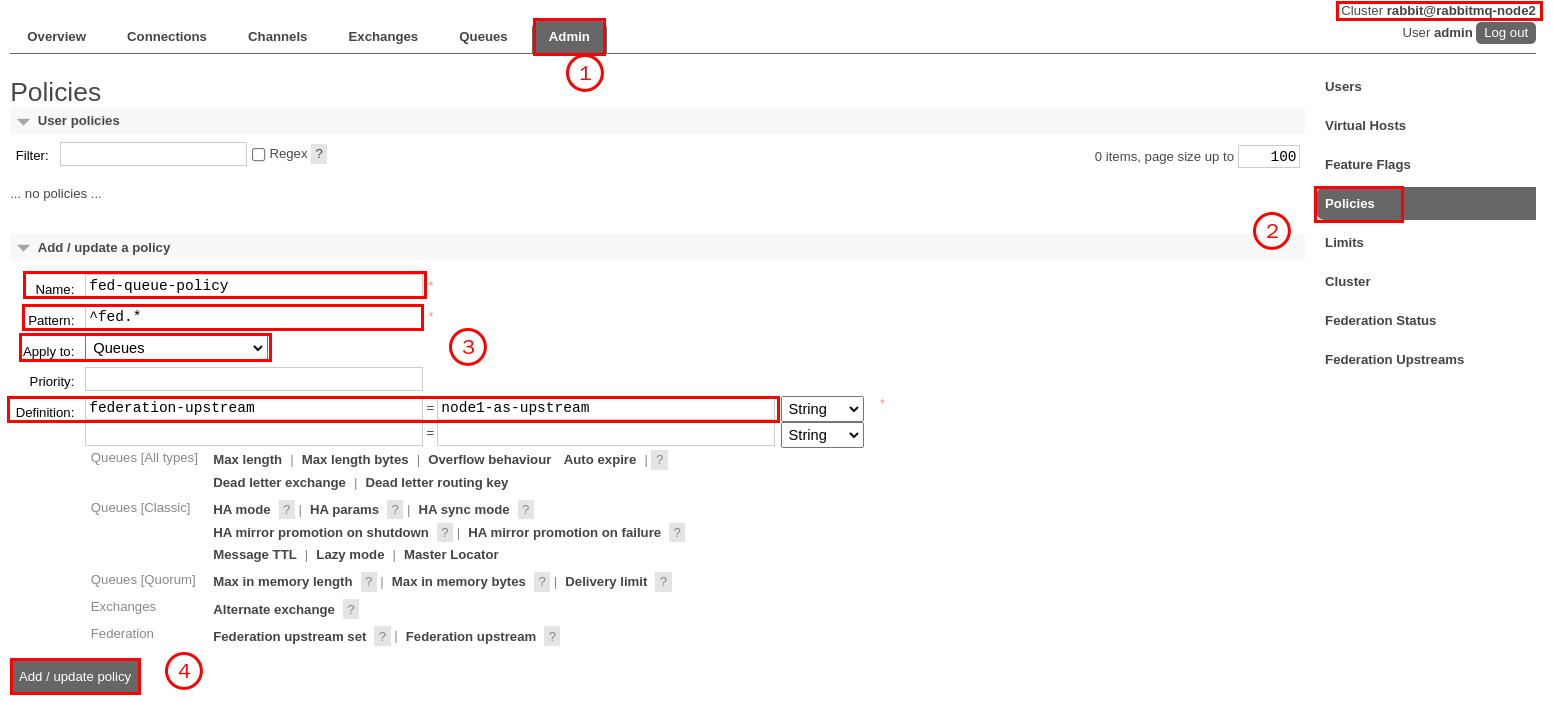 Cluster rabbit@rabbitmq-node2
Overview Connections Channels Exchanges Queues Admin
User admin Log out
1
Policies
Users
User policies
Virtual Hosts
Filter: Regex ? 0 items, page size up to 100
Feature Flags
... no policies ...
Policies
2
Add / update a policy
Limits
Cluster
Federation Status
Federation Upstreams
Name: fed-queue-policy *
Pattern: ^fed.* *
Apply to: Queues
3
Priority:
Definition: federation-upstream = node1-as-upstream String *
= String
Queues [All types] Max length | Max length bytes | Overflow behaviour Auto expire | ?
Dead letter exchange | Dead letter routing key
Queues [Classic] HA mode ? | HA params ? | HA sync mode ?
HA mirror promotion on shutdown ? | HA mirror promotion on failure ?
Message TTL | Lazy mode | Master Locator
Queues [Quorum] Max in memory length ? | Max in memory bytes ? | Delivery limit ?
Exchanges Alternate exchange ?
Federation Federation upstream set ? | Federation upstream ?
Add / update policy
4